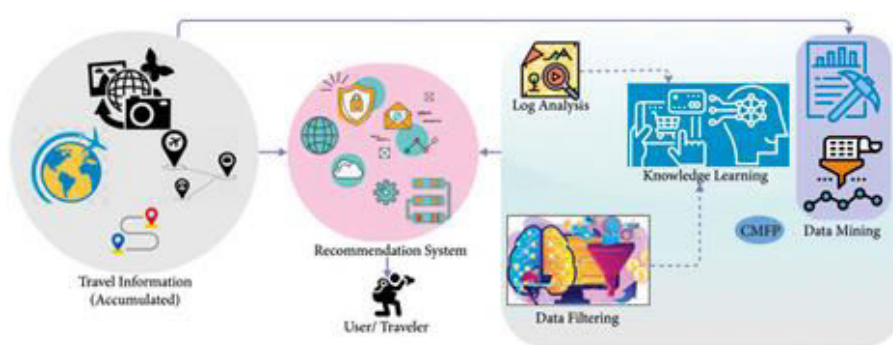 Travel Information
(Accumulated)
Recommendation System
User/ Traveler
Log Analysis
Knowledge Learning
Data Filtering
CMFP
Data Mining